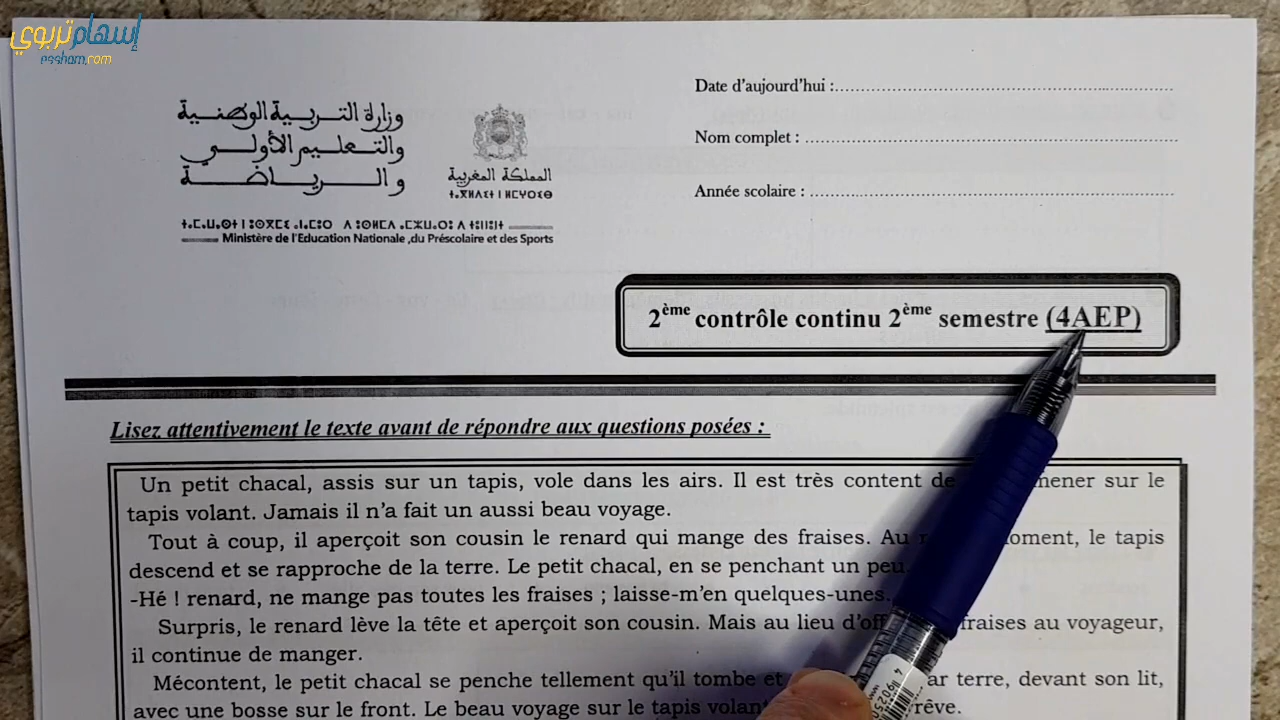 إسهام تربوي
essham.com
Date d'aujourd'hui :
Nom complet :
Année scolaire :
وزارة التربية الوطنية
والتعليم الأولي
والرياضة
المملكة المغربية
ⵜⴰⴳⵍⴷⵉⵜ ⵏ ⵍⵎⵖⵔⵉⴱ
Ministère de l'Education Nationale ,du Préscolaire et des Sports
2ème contrôle continu 2ème semestre (4AEP)
Lisez attentivement le texte avant de répondre aux questions posées :
Un petit chacal, assis sur un tapis, vole dans les airs. Il est très content de mener sur le
tapis volant. Jamais il n'a fait un aussi beau voyage.
Tout à coup, il aperçoit son cousin le renard qui mange des fraises. Au moment, le tapis
descend et se rapproche de la terre. Le petit chacal, en se penchant un peu
-Hé ! renard, ne mange pas toutes les fraises ; laisse-m'en quelques-unes.
Surpris, le renard lève la tête et aperçoit son cousin. Mais au lieu fraises au voyageur,
il continue de manger.
Mécontent, le petit chacal se penche tellement qu'il tombe et par terre, devant son lit,
avec une bosse sur le front. Le beau voyage sur le tapis volant rêve.